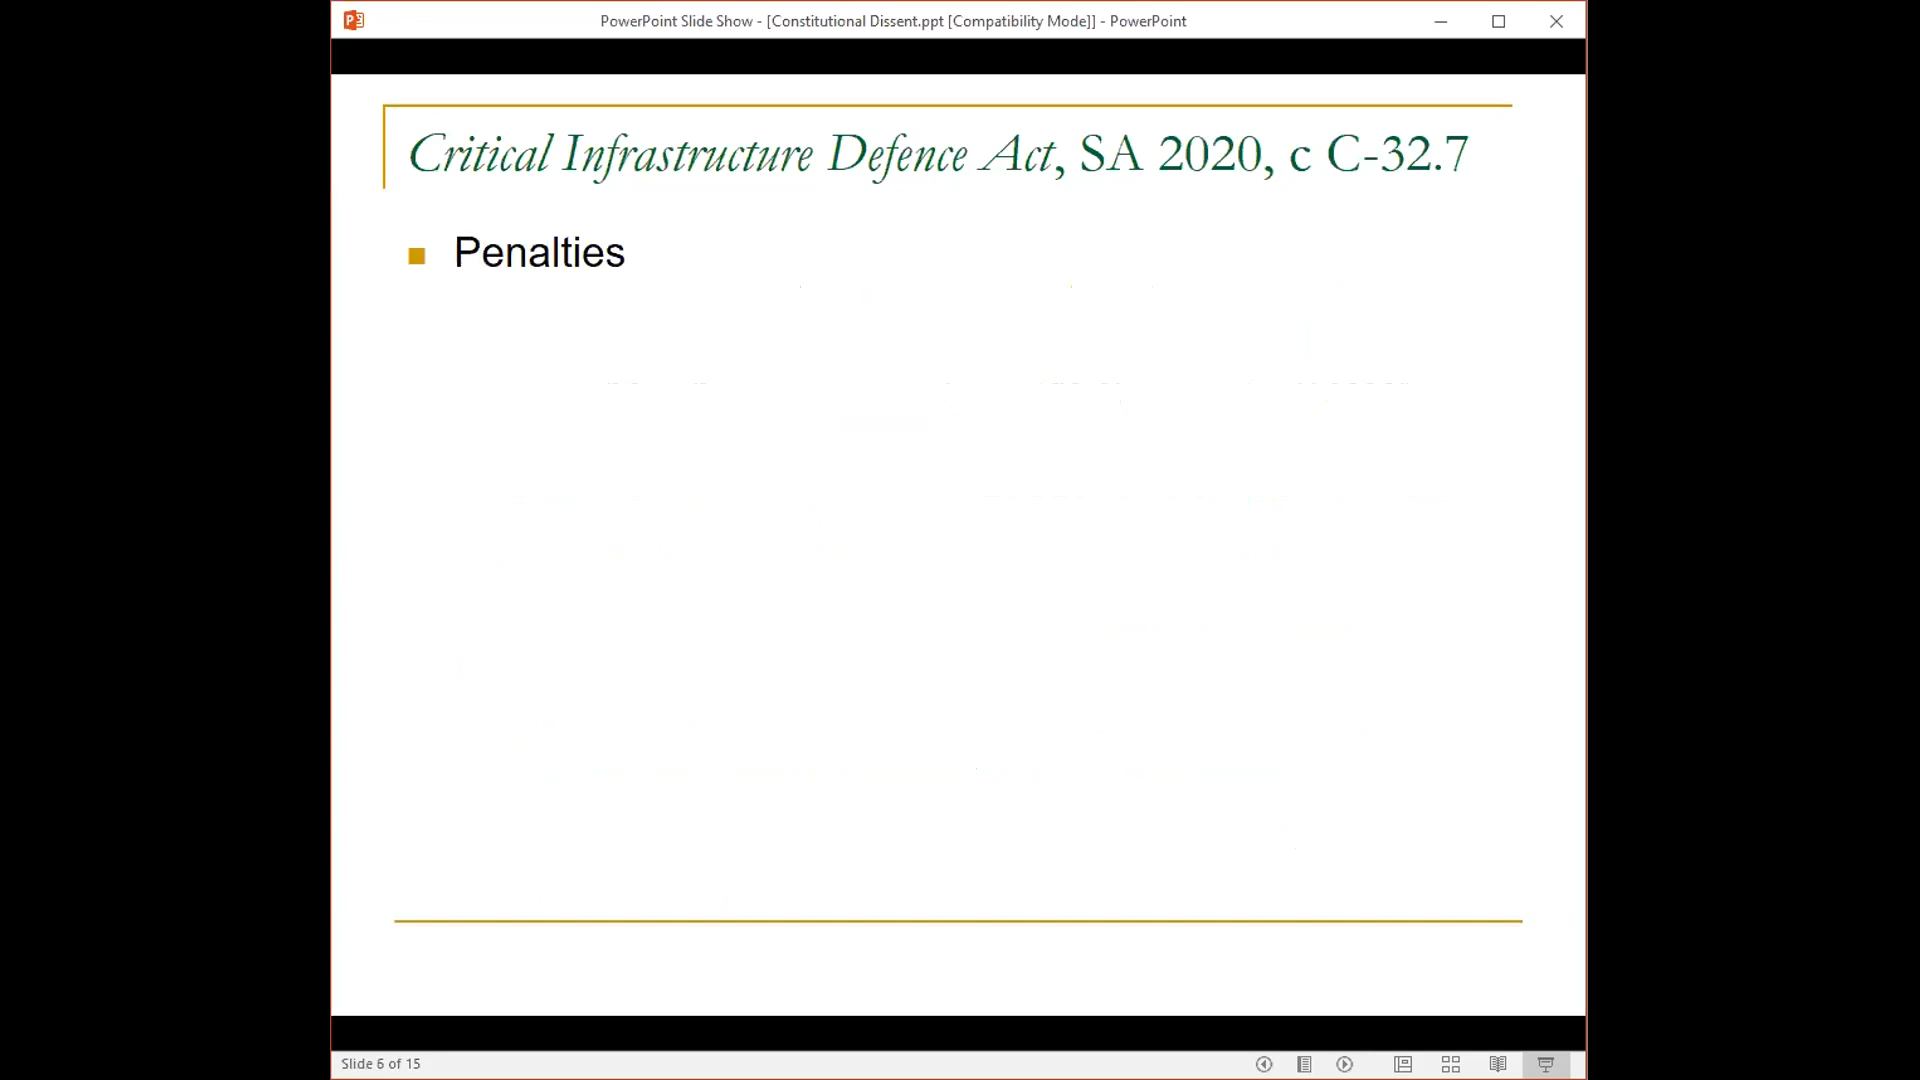 PowerPoint Slide Show - [Constitutional Dissent.ppt [Compatibility Mode]] - PowerPoint
Critical Infrastructure Defence Act, SA 2020, c C-32.7
Penalties
Slide 6 of 15